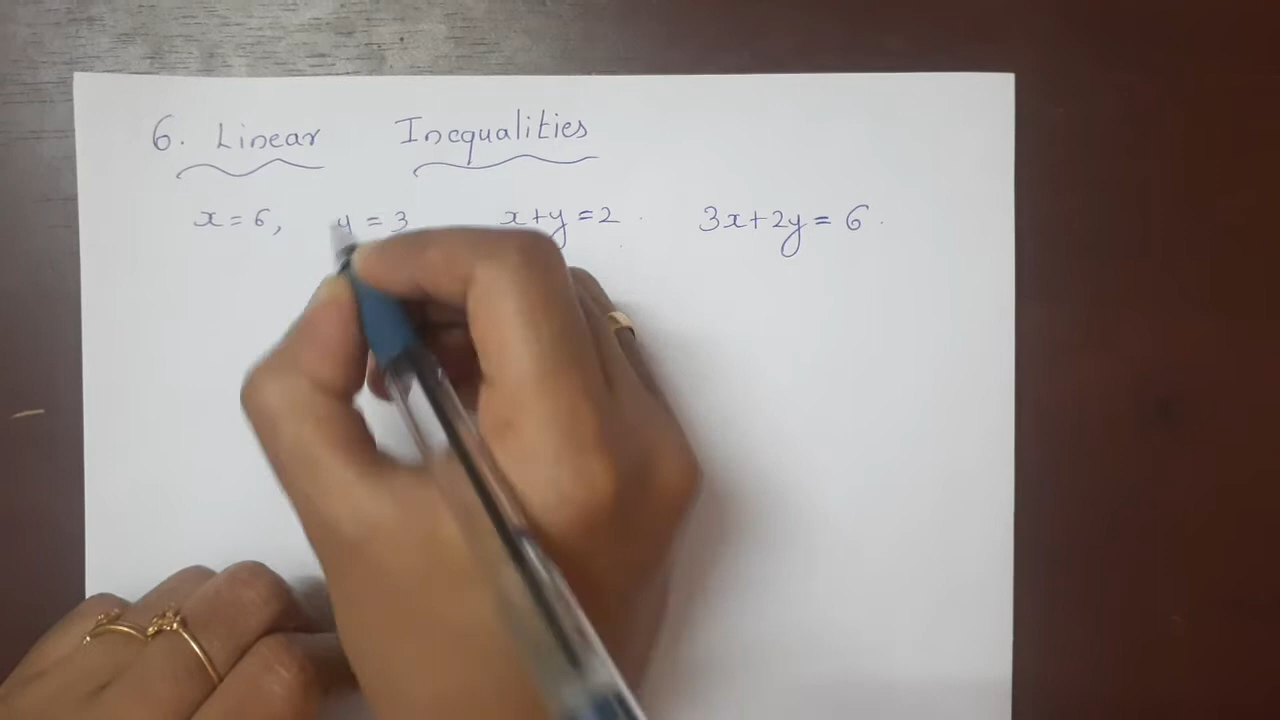 6. Linear Inequalities
x = 6, y = 3 x+y = 2. 3x+2y = 6.